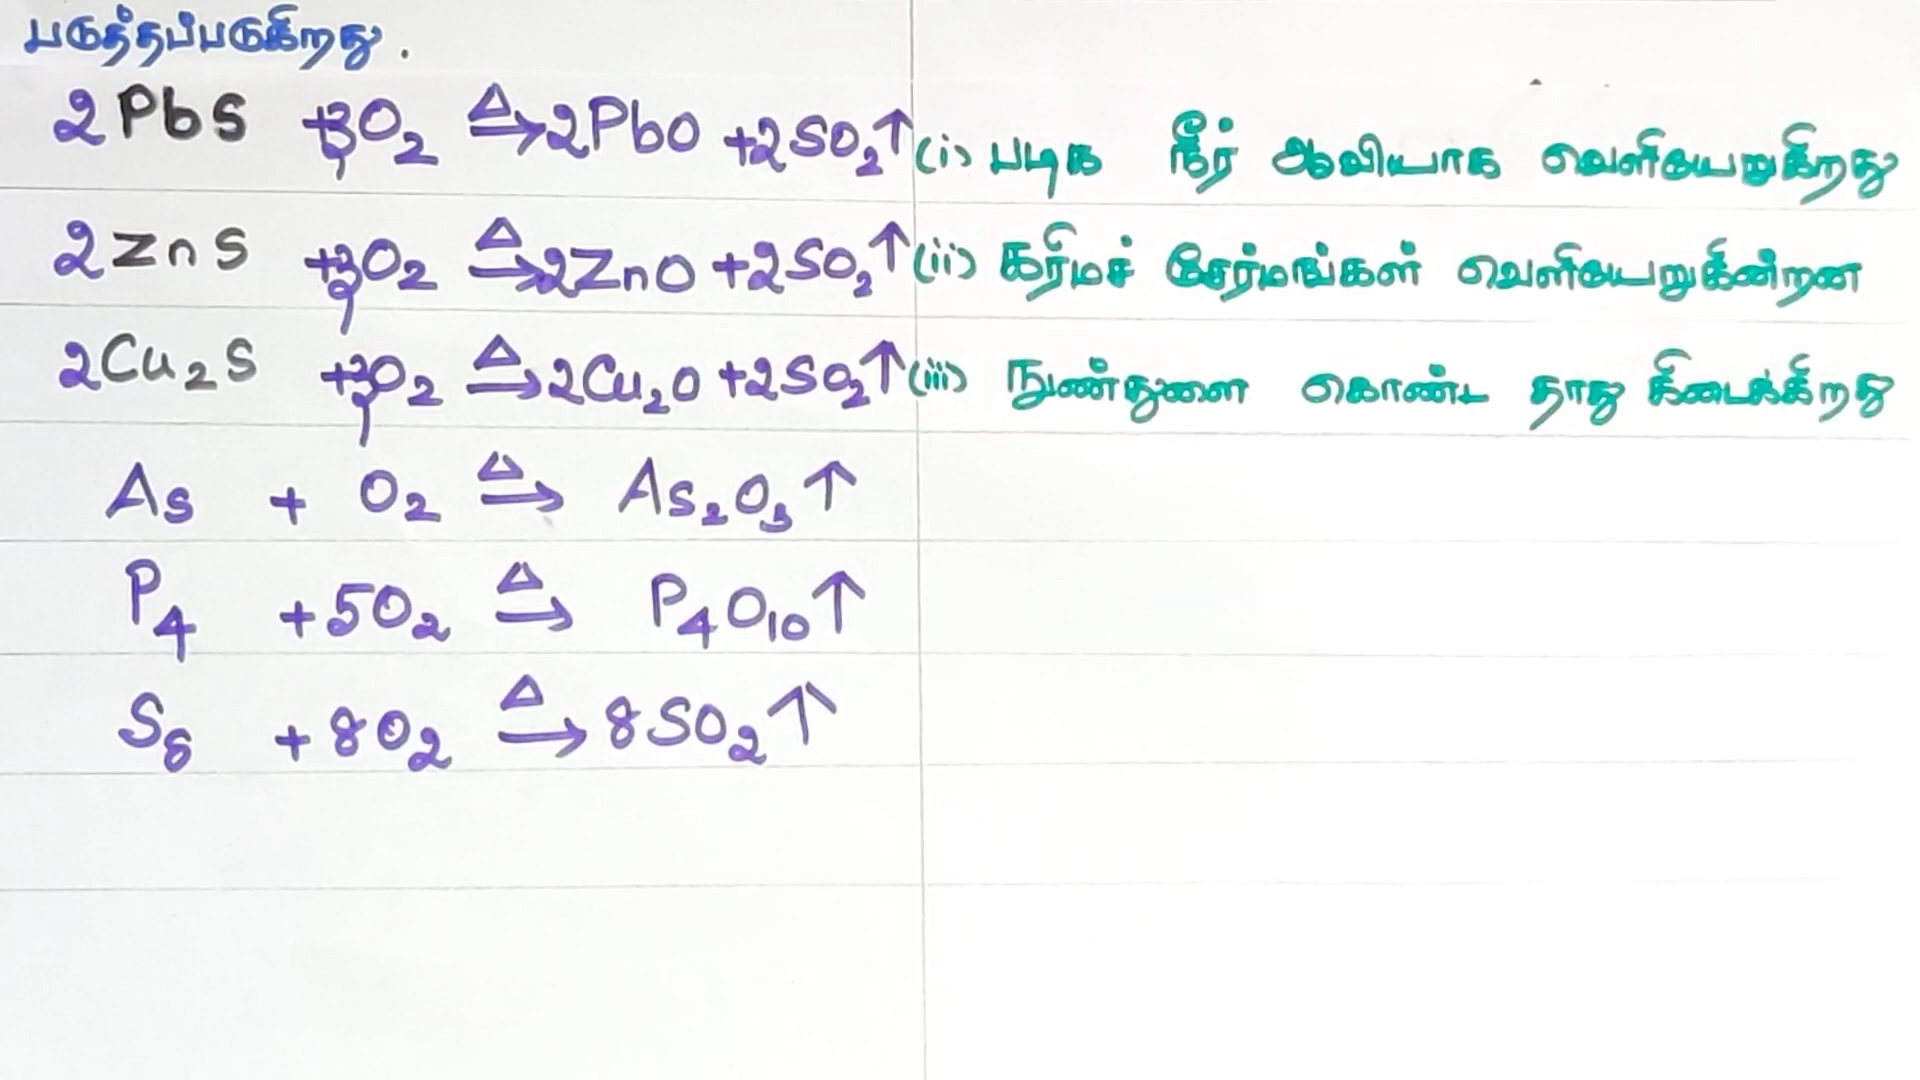 படுத்தப்படுகிறது.
2PbS +3O₂ △→ 2PbO +2SO₂↑ (i) படிக நீர் ஆவியாக வெளியேறுகிறது
2ZnS +3O₂ △→ 2ZnO +2SO₂↑ (ii) கரிமச் சேர்மங்கள் வெளியேறுகின்றன
2Cu₂S +3O₂ △→ 2Cu₂O +2SO₂↑ (iii) நுண்துளை கொண்ட தாது கிடைக்கிறது
As + O₂ △→ As₂O₃↑
P₄ +5O₂ △→ P₄O₁₀↑
S₈ +8O₂ △→ 8SO₂↑